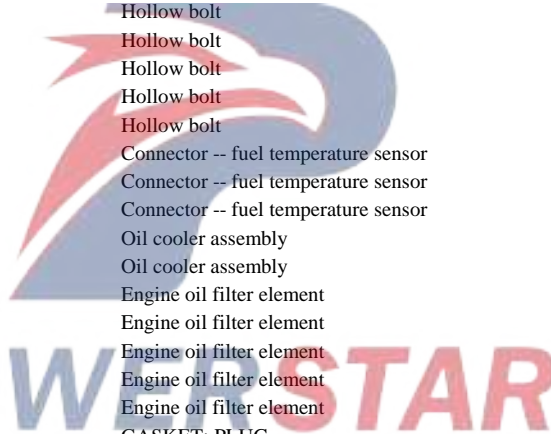 Hollow bolt
Hollow bolt
Hollow bolt
Hollow bolt
Hollow bolt
Connector -- fuel temperature sensor
Connector -- fuel temperature sensor
Connector -- fuel temperature sensor
Oil cooler assembly
Oil cooler assembly
Engine oil filter element
Engine oil filter element
Engine oil filter element
Engine oil filter element
Engine oil filter element
GASKET; PLUG
WERSTAR